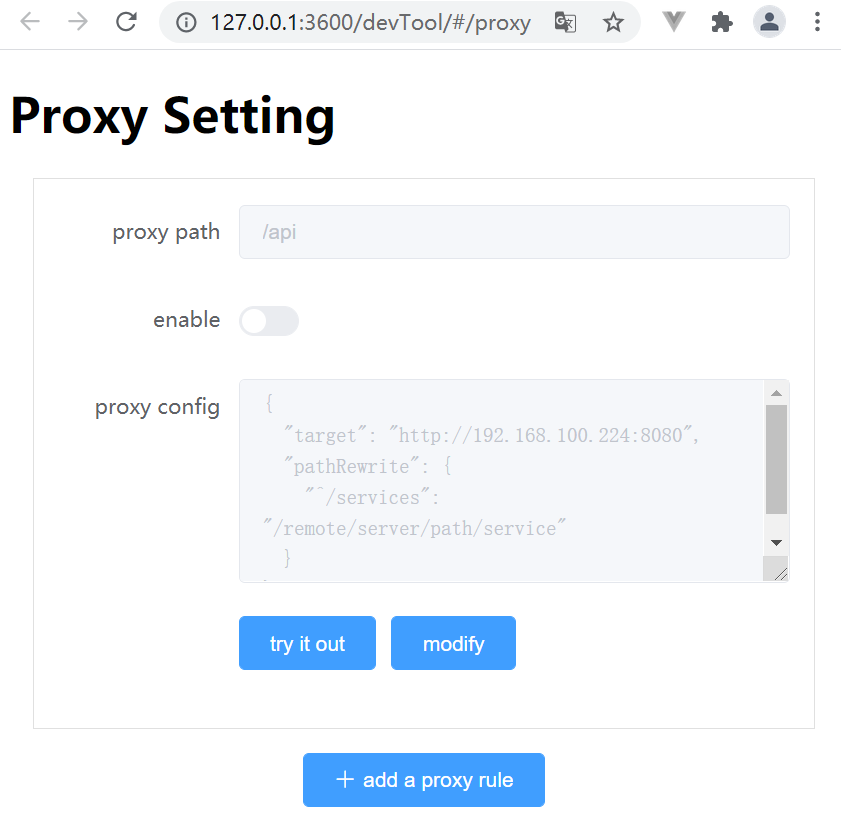 127.0.0.1:3600/devTool/#/proxy
Proxy Setting
proxy path /api
enable
proxy config {
"target": "http://192.168.100.224:8080",
"pathRewrite": {
"^/services":
"/remote/server/path/service"
}
try it out modify
+ add a proxy rule